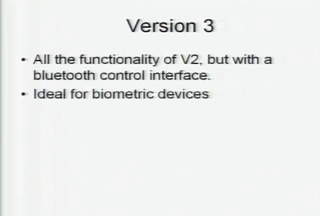 Version 3
• All the functionality of V2, but with a
bluetooth control interface.
• Ideal for biometric devices